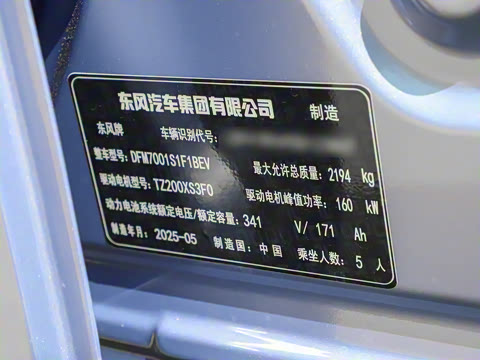 东风汽车集团有限公司 制造
东风牌 车辆识别代号:
整车型号: DFM7001S1F1BEV 最大允许总质量: 2194 kg
驱动电机型号: TZ200XS3F0 驱动电机峰值功率: 160 kW
动力电池系统额定电压/额定容量: 341 V/ 171 Ah
制造年月: 2025-05 制造国: 中国 乘坐人数: 5 人